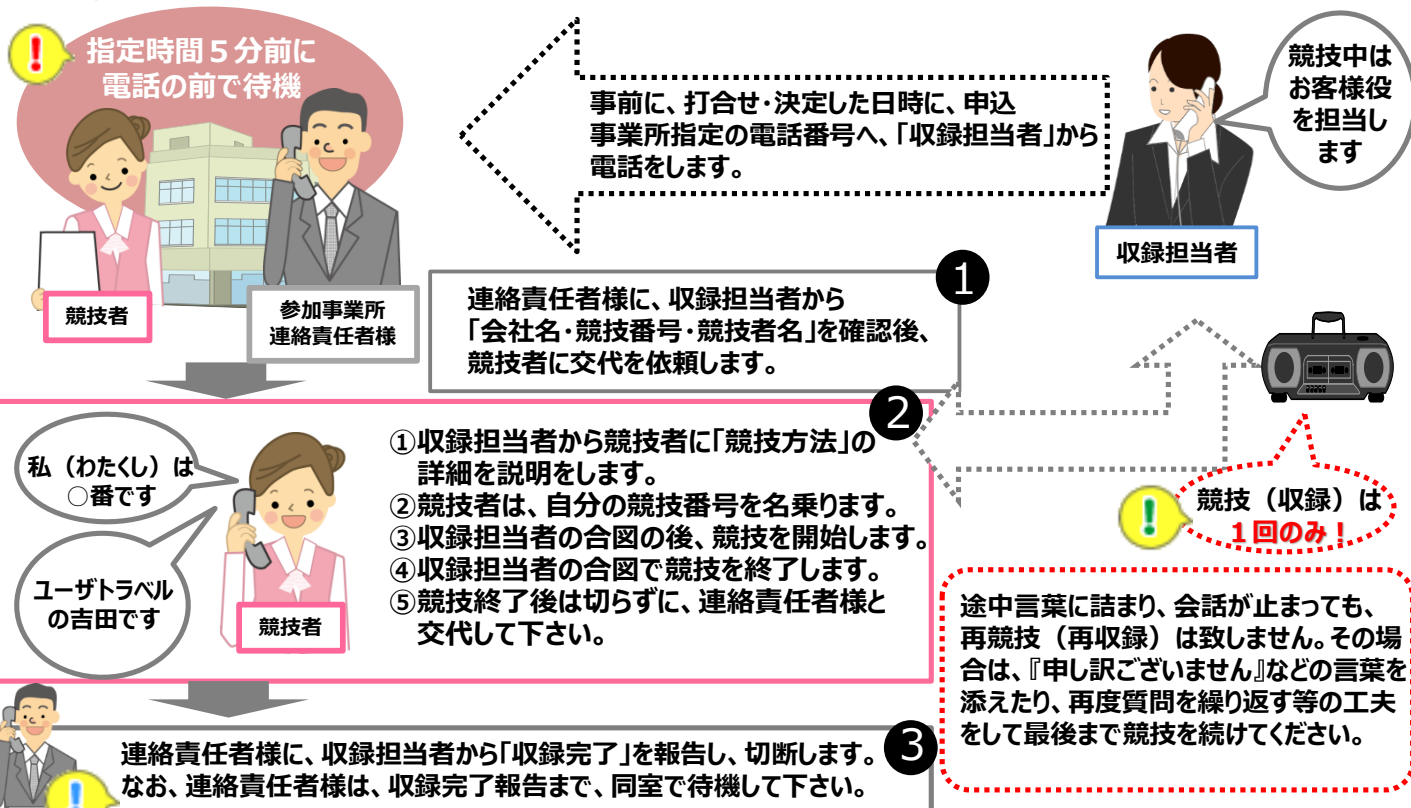 指定時間５分前に
電話の前で待機
競技者
参加事業所
連絡責任者様
事前に、打合せ・決定した日時に、申込
事業所指定の電話番号へ、「収録担当者」から
電話をします。
競技中は
お客様役
を担当し
ます
収録担当者
❶
連絡責任者様に、収録担当者から
「会社名・競技番号・競技者名」を確認後、
競技者に交代を依頼します。
❷
私（わたくし）は
○番です
ユーザトラベル
の吉田です
競技者
①収録担当者から競技者に「競技方法」の
詳細を説明をします。
②競技者は、自分の競技番号を名乗ります。
③収録担当者の合図の後、競技を開始します。
④収録担当者の合図で競技を終了します。
⑤競技終了後は切らずに、連絡責任者様と
交代して下さい。
競技（収録）は
１回のみ！
途中言葉に詰まり、会話が止まっても、
再競技（再収録）は致しません。その場
合は、『申し訳ございません』などの言葉を
添えたり、再度質問を繰り返す等の工夫
をして最後まで競技を続けてください。
❸
連絡責任者様に、収録担当者から「収録完了」を報告し、切断します。
なお、連絡責任者様は、収録完了報告まで、同室で待機して下さい。